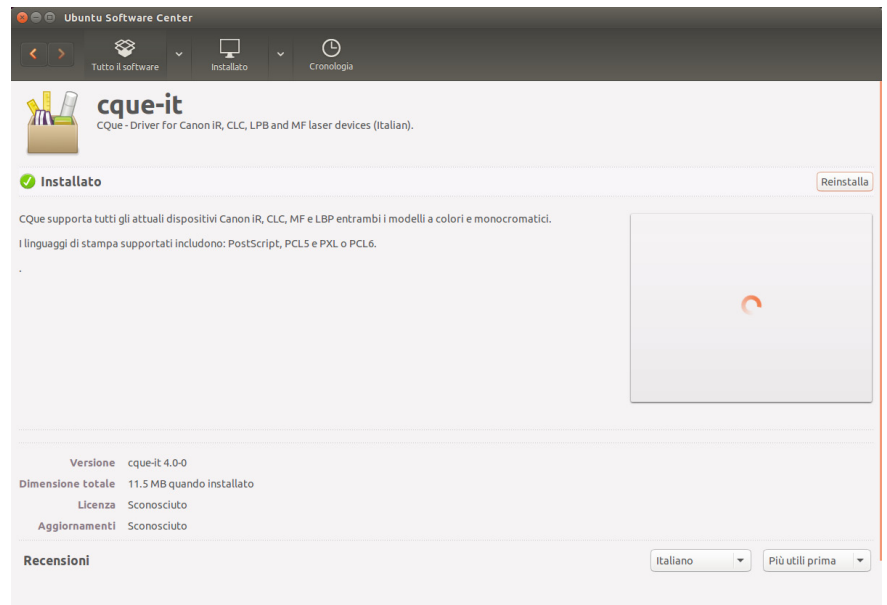 Ubuntu Software Center
Tutto il software
Installato
Cronologia
cque-it
CQue - Driver for Canon iR, CLC, LPB and MF laser devices (Italian).
Installato
Reinstalla
CQue supporta tutti gli attuali dispositivi Canon iR, CLC, MF e LBP entrambi i modelli a colori e monocromatici.
I linguaggi di stampa supportati includono: PostScript, PCL5 e PXL o PCL6.
.
Versione cque-it 4.0-0
Dimensione totale 11.5 MB quando installato
Licenza Sconosciuto
Aggiornamenti Sconosciuto
Recensioni
Italiano
Più utili prima